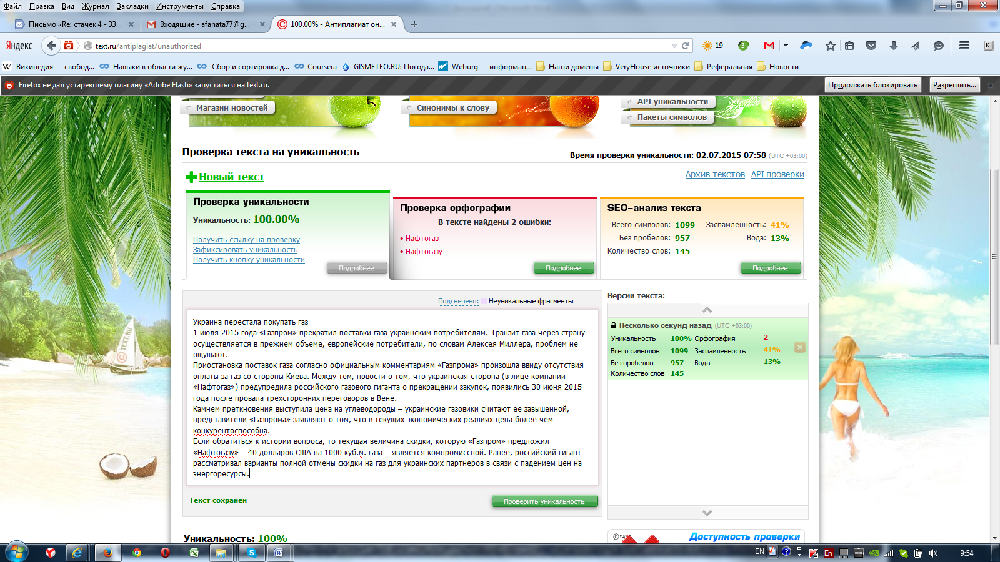 Файл Правка Вид Журнал Закладки Инструменты Справка
Письмо «Re: стачек 4 - 33... Входящие - afanata77@g... 100.00% - Антиплагиат он...
Яндекс text.ru/antiplagiat/unauthorized 19 3
Википедия — свобод... Навыки в области жу... Сбор и сортировка д... Coursera GISMETEO.RU: Погода... Weburg — информац... Наши домены VeryHouse источники Реферальная Новости
Firefox не дал устаревшему плагину «Adobe Flash» запуститься на text.ru. Продолжать блокировать Разрешить...
Магазин новостей Синонимы к слову API уникальности
Пакеты символов
Проверка текста на уникальность Время проверки уникальности: 02.07.2015 07:58 (UTC +03:00)
Новый текст Архив текстов API проверки
Проверка уникальности
Уникальность: 100.00%
Получить ссылку на проверку
Зафиксировать уникальность
Получить кнопку уникальности
Подробнее
Проверка орфографии
В тексте найдены 2 ошибки:
• Нафтогаз
• Нафтогазу
Подробнее
SEO-анализ текста
Всего символов: 1099 Заспамленность: 41%
Без пробелов: 957 Вода: 13%
Количество слов: 145
Подробнее
Подсвечено: Неуникальные фрагменты
Украина перестала покупать газ
1 июля 2015 года «Газпром» прекратил поставки газа украинским потребителям. Транзит газа через страну
осуществляется в прежнем объеме, европейские потребители, по словам Алексея Миллера, проблем не
ощущают.
Приостановка поставок газа согласно официальным комментариям «Газпрома» произошла ввиду отсутствия
оплаты за газ со стороны Киева. Между тем, новости о том, что украинская сторона (в лице компании
«Нафтогаз») предупредила российского газового гиганта о прекращении закупок, появились 30 июня 2015
года после провала трехсторонних переговоров в Вене.
Камнем преткновения выступила цена на углеводороды – украинские газовики считают ее завышенной,
представители «Газпрома» заявляют о том, что в текущих экономических реалиях цена более чем
конкурентоспособна.
Если обратиться к истории вопроса, то текущая величина скидки, которую «Газпром» предложил
«Нафтогазу» – 40 долларов США на 1000 куб.м. газа – является компромиссной. Ранее, российский гигант
рассматривал варианты полной отмены скидки на газ для украинских партнеров в связи с падением цен на
энергоресурсы.
Текст сохранен Проверить уникальность
Версии текста:
Несколько секунд назад (UTC +03:00)
Уникальность 100% Орфография 2
Всего символов 1099 Заспамленность 41%
Без пробелов 957 Вода 13%
Количество слов 145
Уникальность: 100%
Доступность проверки
© TEXT.RU
EN En 9:54